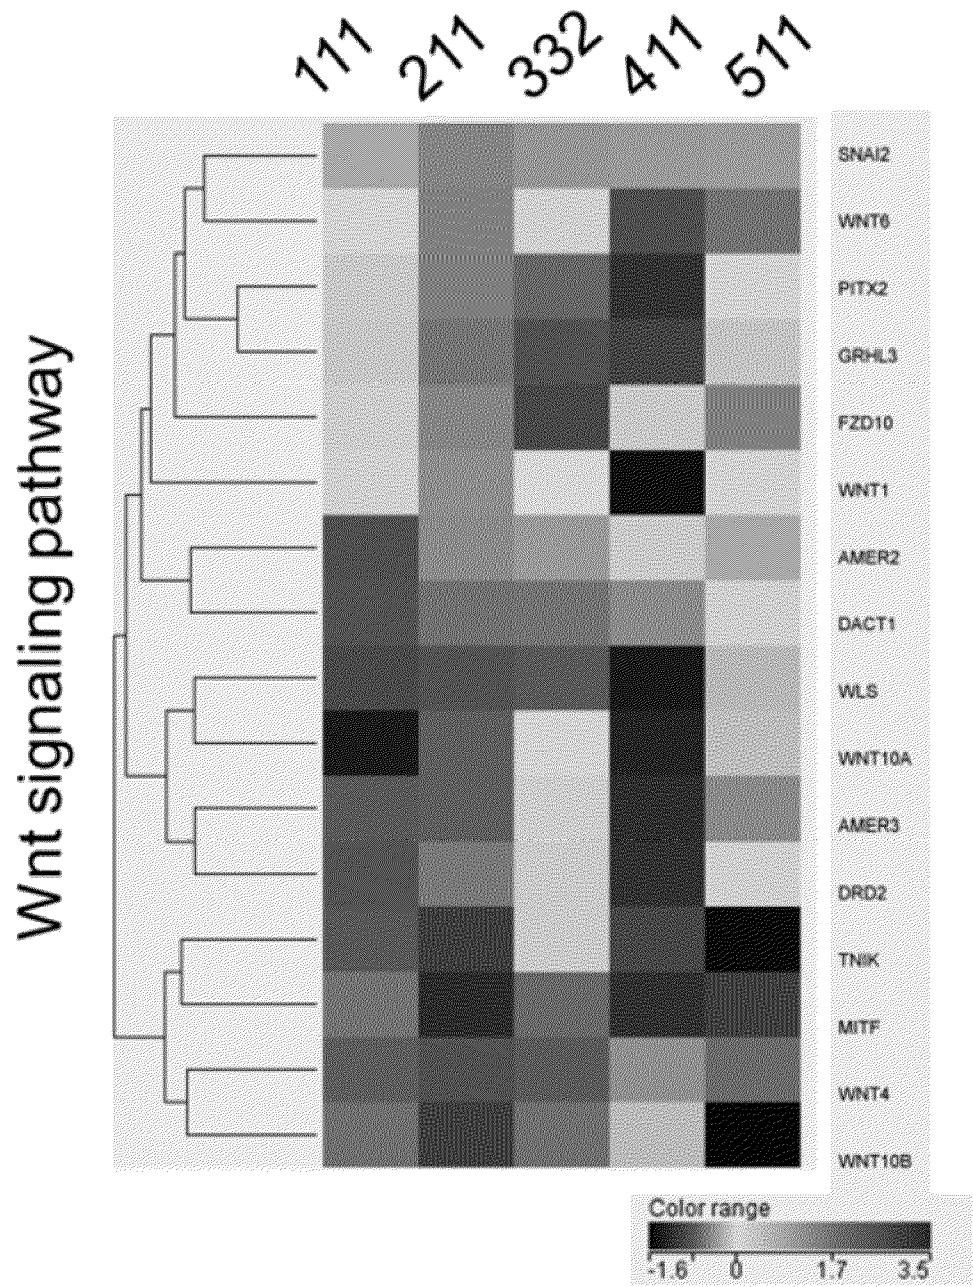 111 211 332 411 511
Wnt signaling pathway
SNAI2
WNT6
PITX2
GRHL3
FZD10
WNT1
AMER2
DACT1
WLS
WNT10A
AMER3
DRD2
TNIK
MITF
WNT4
WNT10B
Color range
-1.6 0 1.7 3.5